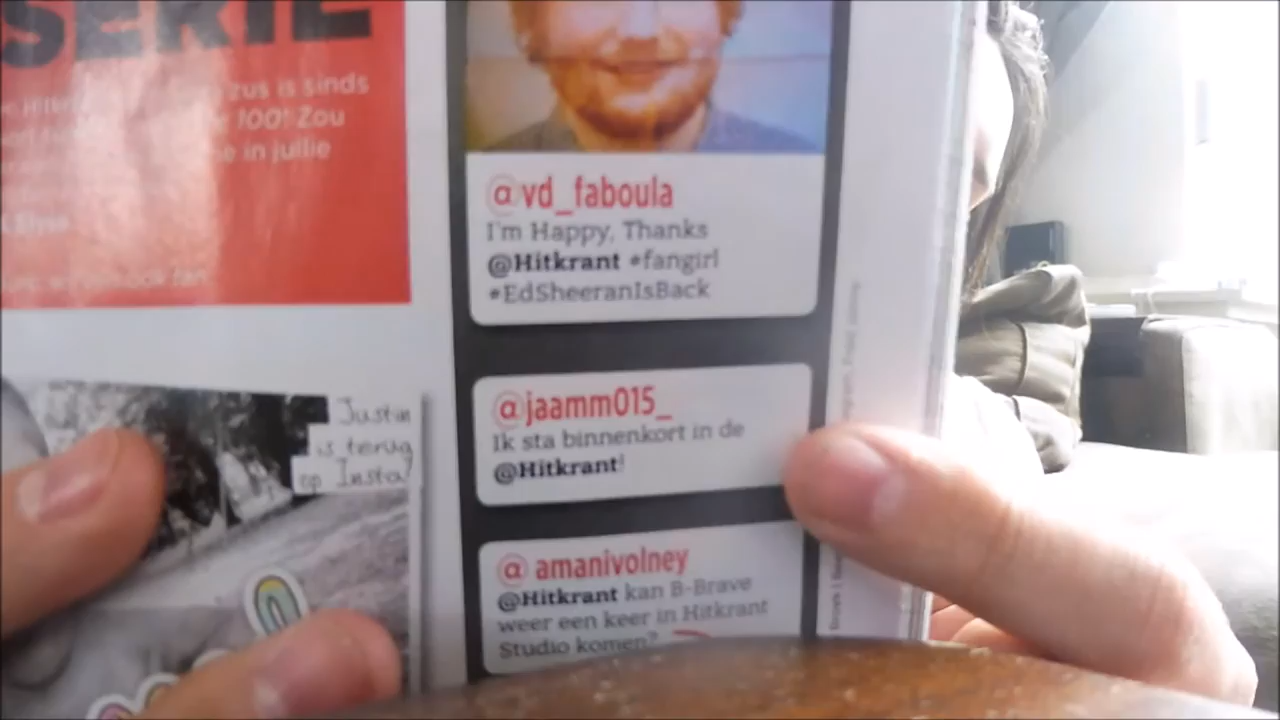 SERIE
zus is sinds
100! Zou
e in jullie
@vd_faboula
I'm Happy, Thanks
@Hitkrant #fangirl
#EdSheeranIsBack
@jaamm015_
Ik sta binnenkort in de
@Hitkrant!
@amanivolney
@Hitkrant kan B-Brave
weer een keer in Hitkrant
Studio komen?
Justin
is terug
op Insta!